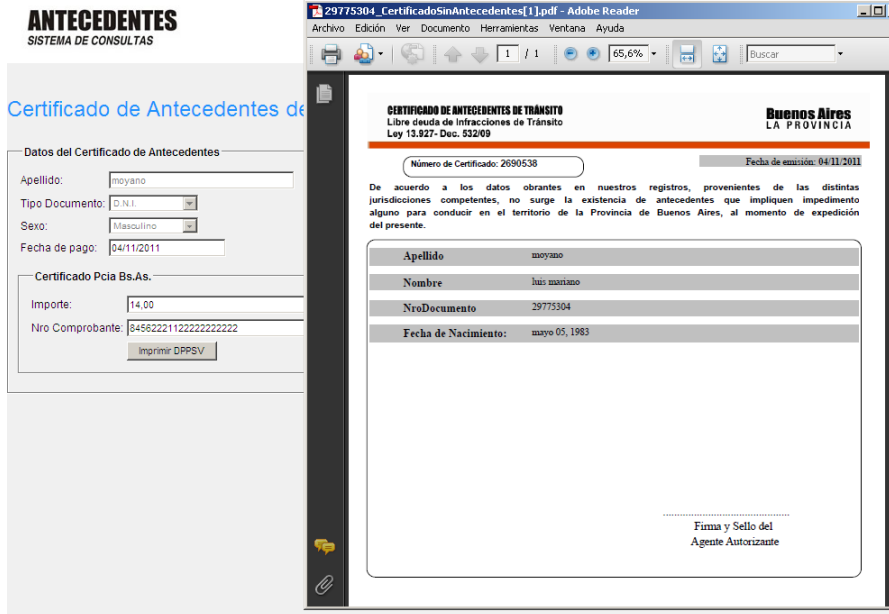 ANTECEDENTES
SISTEMA DE CONSULTAS
Certificado de Antecedentes de
Datos del Certificado de Antecedentes
Apellido: moyano
Tipo Documento: D.N.I.
Sexo: Masculino
Fecha de pago: 04/11/2011
Certificado Pcia Bs.As.
Importe: 14,00
Nro Comprobante: 84562221122222222222
Imprimir DPPSV
29775304_CertificadoSinAntecedentes[1].pdf - Adobe Reader
Archivo Edición Ver Documento Herramientas Ventana Ayuda
1 / 1 65,6% Buscar
CERTIFICADO DE ANTECEDENTES DE TRÁNSITO
Libre deuda de Infracciones de Tránsito
Ley 13.927- Dec. 532/09
Buenos Aires
LA PROVINCIA
Número de Certificado: 2690538
Fecha de emisión: 04/11/2011
De acuerdo a los datos obrantes en nuestros registros, provenientes de las distintas
jurisdicciones competentes, no surge la existencia de antecedentes que impliquen impedimento
alguno para conducir en el territorio de la Provincia de Buenos Aires, al momento de expedición
del presente.
Apellido moyano
Nombre luis mariano
NroDocumento 29775304
Fecha de Nacimiento: mayo 05, 1983
Firma y Sello del
Agente Autorizante